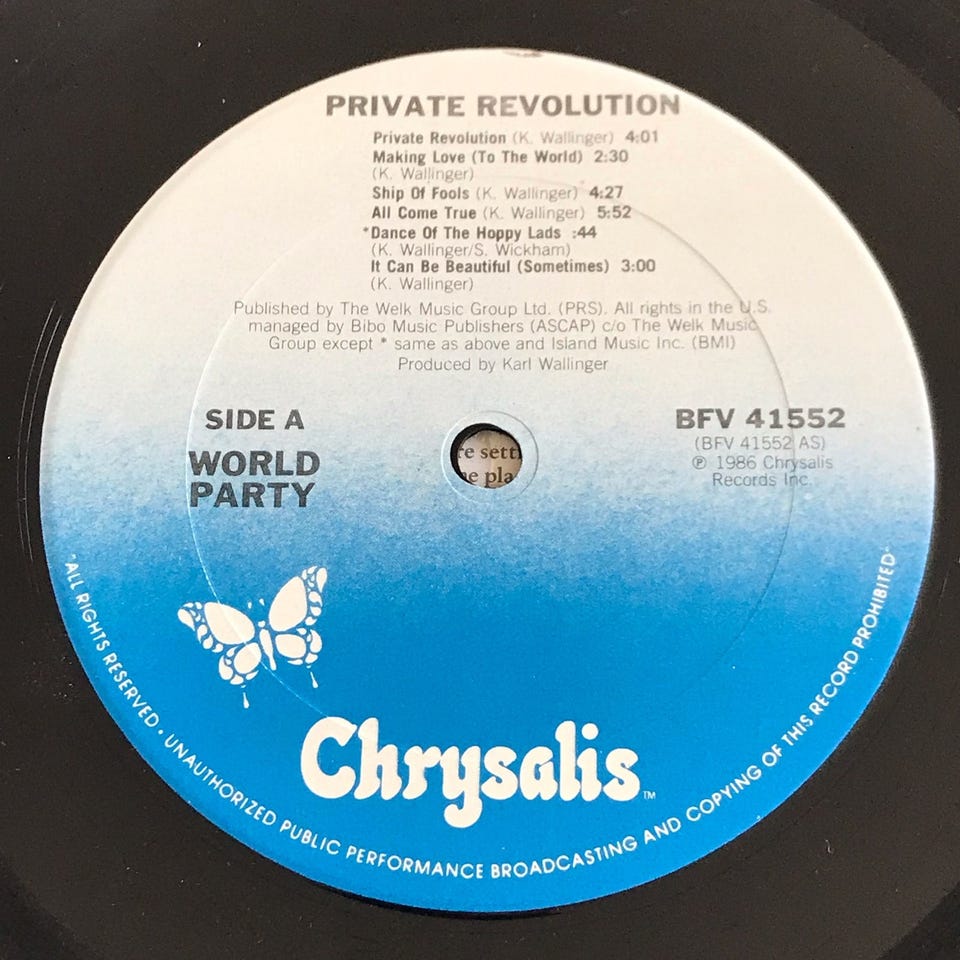 PRIVATE REVOLUTION
Private Revolution (K. Wallinger) 4:01
Making Love (To The World) 2:30
(K. Wallinger)
Ship Of Fools (K. Wallinger) 4:27
All Come True (K. Wallinger) 5:52
*Dance Of The Hoppy Lads :44
(K. Wallinger/S. Wickham)
It Can Be Beautiful (Sometimes) 3:00
(K. Wallinger)
Published by The Welk Music Group Ltd. (PRS). All rights in the U.S.
managed by Bibo Music Publishers (ASCAP) c/o The Welk Music
Group except * same as above and Island Music Inc. (BMI)
Produced by Karl Wallinger
SIDE A
WORLD
PARTY
BFV 41552
(BFV 41552 AS)
℗ 1986 Chrysalis
Records Inc.
re sett
e pla
Chrysalis™
"ALL RIGHTS RESERVED • UNAUTHORIZED PUBLIC PERFORMANCE BROADCASTING AND COPYING OF THIS RECORD PROHIBITED"